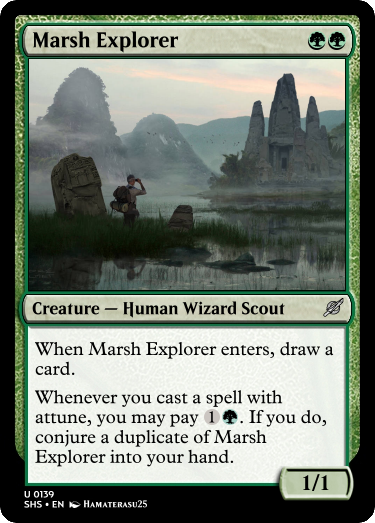 Marsh Explorer
Creature — Human Wizard Scout
When Marsh Explorer enters, draw a
card.
Whenever you cast a spell with
attune, you may pay 1. If you do,
conjure a duplicate of Marsh
Explorer into your hand.
1/1
U 0139
SHS • EN Hamaterasu25